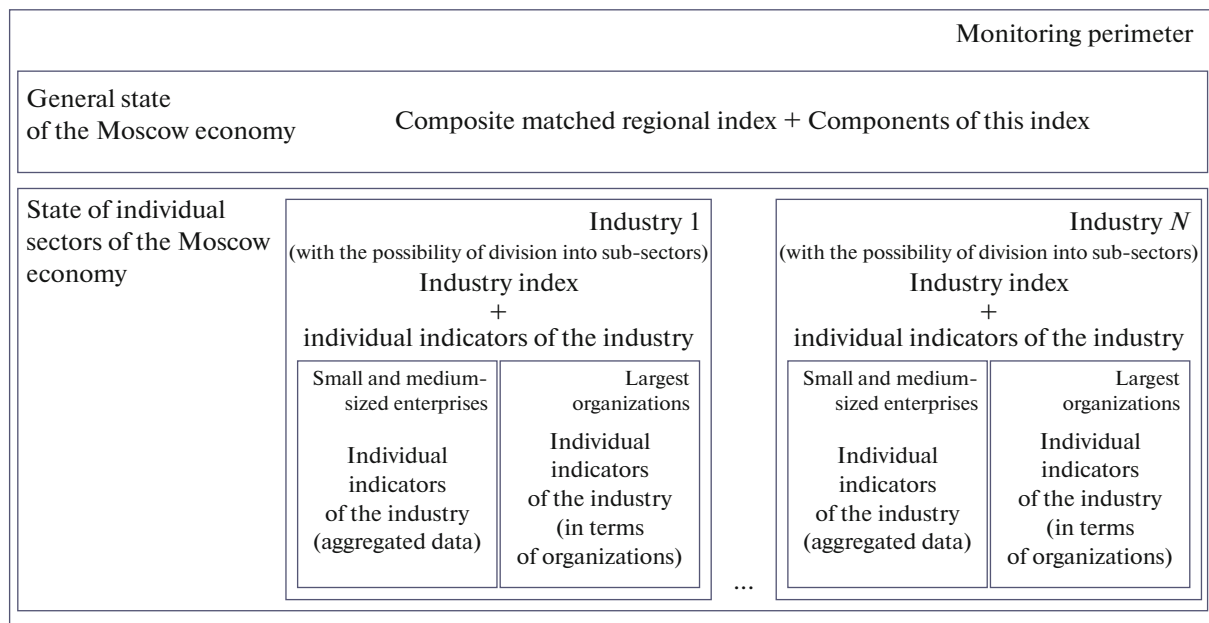 Monitoring perimeter
General state
of the Moscow economy
Composite matched regional index + Components of this index
State of individual
sectors of the Moscow
economy
Industry 1
(with the possibility of division into sub-sectors)
Industry index
+
individual indicators of the industry
Small and medium-
sized enterprises
Individual
indicators
of the industry
(aggregated data)
Largest
organizations
Individual
indicators
of the industry
(in terms
of organizations)
...
Industry N
(with the possibility of division into sub-sectors)
Industry index
+
individual indicators of the industry
Small and medium-
sized enterprises
Individual
indicators
of the industry
(aggregated data)
Largest
organizations
Individual
indicators
of the industry
(in terms
of organizations)